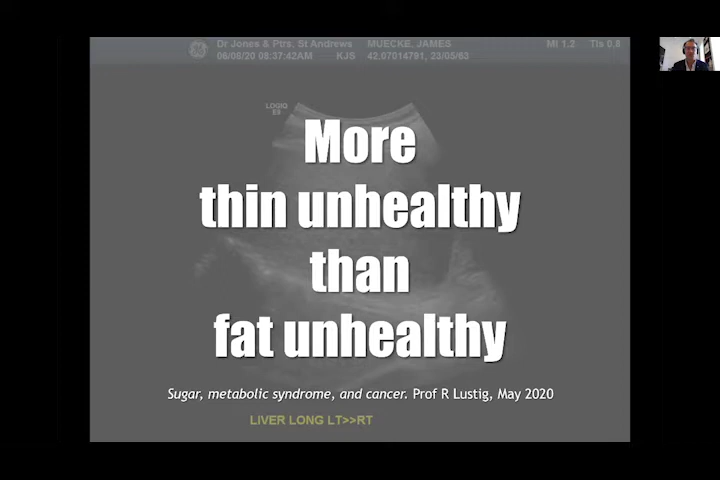 Dr Jones & Ptrs, St Andrews MUECKE, JAMES MI 1.2 TIs 0.8
06/08/20 08:37:42AM KJS 42.07014791, 23/05/63
LOGIQ
E9
More
thin unhealthy
than
fat unhealthy
Sugar, metabolic syndrome, and cancer. Prof R Lustig, May 2020
LIVER LONG LT>>RT